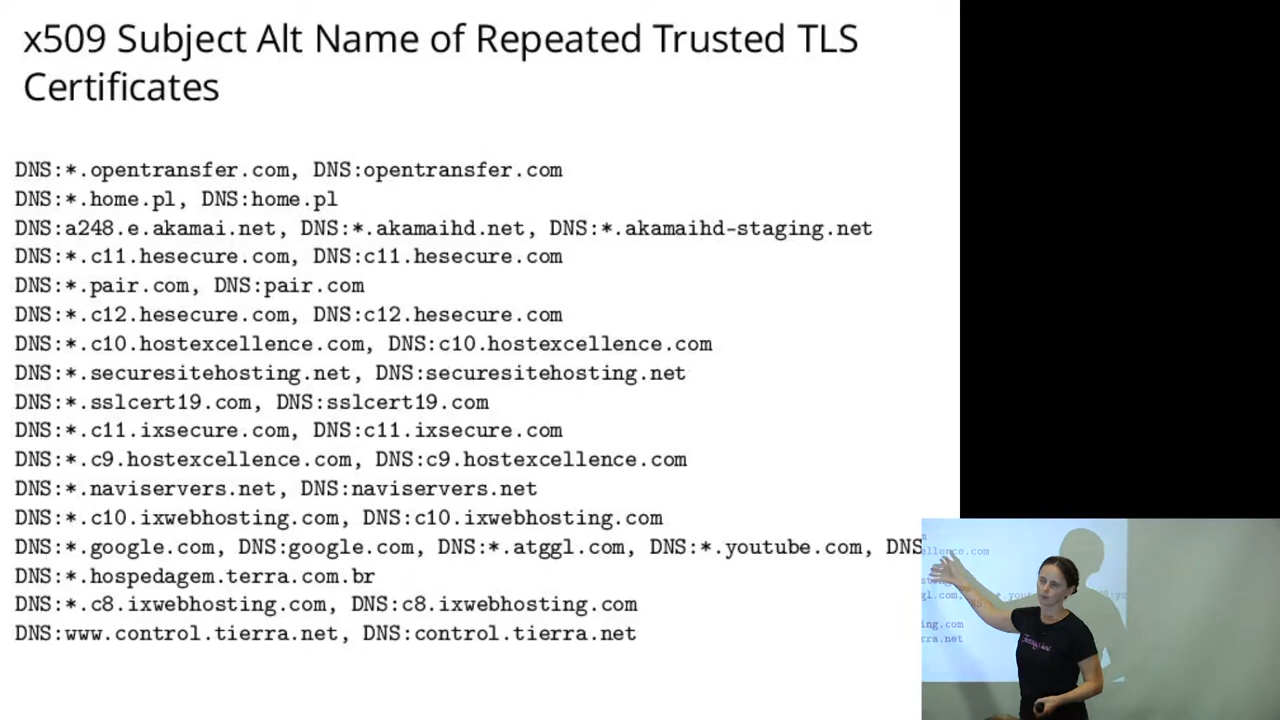 x509 Subject Alt Name of Repeated Trusted TLS
Certificates
DNS:*.opentransfer.com, DNS:opentransfer.com
DNS:*.home.pl, DNS:home.pl
DNS:a248.e.akamai.net, DNS:*.akamaihd.net, DNS:*.akamaihd-staging.net
DNS:*.c11.hesecure.com, DNS:c11.hesecure.com
DNS:*.pair.com, DNS:pair.com
DNS:*.c12.hesecure.com, DNS:c12.hesecure.com
DNS:*.c10.hostexcellence.com, DNS:c10.hostexcellence.com
DNS:*.securesitehosting.net, DNS:securesitehosting.net
DNS:*.sslcert19.com, DNS:sslcert19.com
DNS:*.c11.ixsecure.com, DNS:c11.ixsecure.com
DNS:*.c9.hostexcellence.com, DNS:c9.hostexcellence.com
DNS:*.naviservers.net, DNS:naviservers.net
DNS:*.c10.ixwebhosting.com, DNS:c10.ixwebhosting.com
DNS:*.google.com, DNS:google.com, DNS:*.atggl.com, DNS:*.youtube.com, DNS
DNS:*.hospedagem.terra.com.br
DNS:*.c8.ixwebhosting.com, DNS:c8.ixwebhosting.com
DNS:www.control.tierra.net, DNS:control.tierra.net